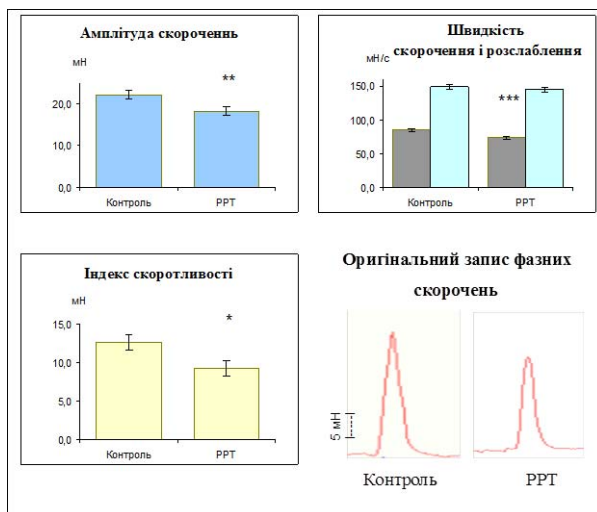 Амплітуда скороченнь
мН
**
20,0
10,0
0,0
Контроль
PPT
Швидкість
скорочення і розслаблення
мН/с
150,0
***
100,0
50,0
0,0
Контроль
PPT
Індекс скоротливості
мН
15,0
*
10,0
5,0
0,0
Контроль
PPT
Оригінальний запис фазних
скорочень
5 мН
Контроль
PPT